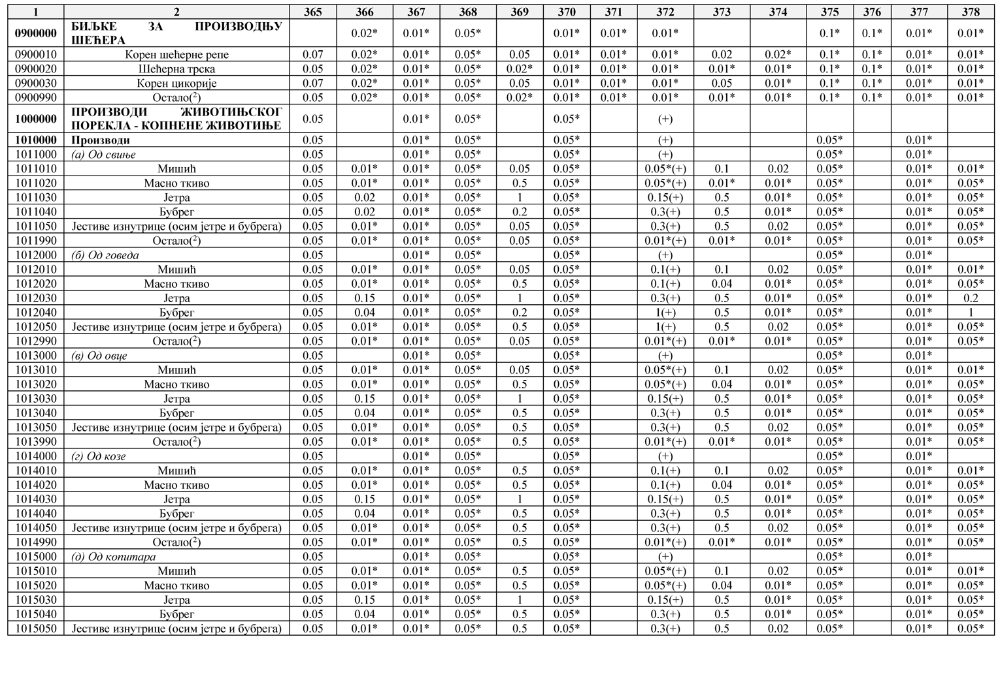 1 2 365 366 367 368 369 370 371 372 373 374 375 376 377 378
0900000 БИЉКЕ ЗА ПРОИЗВОДЊУ ШЕЋЕРА 0.02* 0.01* 0.05* 0.01* 0.01* 0.01* 0.1* 0.1* 0.01* 0.01*
0900010 Корен шећерне репе 0.07 0.02* 0.01* 0.05* 0.05 0.01* 0.01* 0.01* 0.02 0.02* 0.1* 0.1* 0.01* 0.01*
0900020 Шећерна трска 0.05 0.02* 0.01* 0.05* 0.02* 0.01* 0.01* 0.01* 0.01* 0.01* 0.1* 0.1* 0.01* 0.01*
0900030 Корен цикорије 0.07 0.02* 0.01* 0.05* 0.05 0.01* 0.01* 0.01* 0.05 0.01* 0.1* 0.1* 0.01* 0.01*
0900990 Остало(2) 0.05 0.02* 0.01* 0.05* 0.02* 0.01* 0.01* 0.01* 0.01* 0.01* 0.1* 0.1* 0.01* 0.01*
1000000 ПРОИЗВОДИ ЖИВОТИЊСКОГ ПОРЕКЛА - КОПНЕНЕ ЖИВОТИЊЕ 0.05 0.01* 0.05* 0.05* (+)
1010000 Производи 0.05 0.01* 0.05* 0.05* (+) 0.05* 0.01*
1011000 (а) Од свиње 0.05 0.01* 0.05* 0.05* (+) 0.05* 0.01*
1011010 Мишић 0.05 0.01* 0.01* 0.05* 0.05 0.05* 0.05*(+) 0.1 0.02 0.05* 0.01* 0.01*
1011020 Масно ткиво 0.05 0.01* 0.01* 0.05* 0.5 0.05* 0.05*(+) 0.01* 0.01* 0.05* 0.01* 0.05*
1011030 Јетра 0.05 0.02 0.01* 0.05* 1 0.05* 0.15(+) 0.5 0.01* 0.05* 0.01* 0.05*
1011040 Бубрег 0.05 0.02 0.01* 0.05* 0.2 0.05* 0.3(+) 0.5 0.01* 0.05* 0.01* 0.05*
1011050 Јестиве изнутрице (осим јетре и бубрега) 0.05 0.01* 0.01* 0.05* 0.05 0.05* 0.3(+) 0.5 0.02 0.05* 0.01* 0.05*
1011990 Остало(2) 0.05 0.01* 0.01* 0.05* 0.05 0.05* 0.01*(+) 0.01* 0.01* 0.05* 0.01* 0.05*
1012000 (б) Од говеда 0.05 0.01* 0.05* 0.05* (+) 0.05* 0.01*
1012010 Мишић 0.05 0.01* 0.01* 0.05* 0.05 0.05* 0.1(+) 0.1 0.02 0.05* 0.01* 0.01*
1012020 Масно ткиво 0.05 0.01* 0.01* 0.05* 0.5 0.05* 0.1(+) 0.04 0.01* 0.05* 0.01* 0.05*
1012030 Јетра 0.05 0.15 0.01* 0.05* 1 0.05* 0.3(+) 0.5 0.01* 0.05* 0.01* 0.2
1012040 Бубрег 0.05 0.04 0.01* 0.05* 0.2 0.05* 1(+) 0.5 0.01* 0.05* 0.01* 1
1012050 Јестиве изнутрице (осим јетре и бубрега) 0.05 0.01* 0.01* 0.05* 0.5 0.05* 1(+) 0.5 0.02 0.05* 0.01* 0.05*
1012990 Остало(2) 0.05 0.01* 0.01* 0.05* 0.05 0.05* 0.01*(+) 0.01* 0.01* 0.05* 0.01* 0.05*
1013000 (в) Од овце 0.05 0.01* 0.05* 0.05* (+) 0.05* 0.01*
1013010 Мишић 0.05 0.01* 0.01* 0.05* 0.05 0.05* 0.05*(+) 0.1 0.02 0.05* 0.01* 0.01*
1013020 Масно ткиво 0.05 0.01* 0.01* 0.05* 0.5 0.05* 0.05*(+) 0.04 0.01* 0.05* 0.01* 0.05*
1013030 Јетра 0.05 0.15 0.01* 0.05* 1 0.05* 0.15(+) 0.5 0.01* 0.05* 0.01* 0.05*
1013040 Бубрег 0.05 0.04 0.01* 0.05* 0.5 0.05* 0.3(+) 0.5 0.01* 0.05* 0.01* 0.05*
1013050 Јестиве изнутрице (осим јетре и бубрега) 0.05 0.01* 0.01* 0.05* 0.5 0.05* 0.3(+) 0.5 0.02 0.05* 0.01* 0.05*
1013990 Остало(2) 0.05 0.01* 0.01* 0.05* 0.5 0.05* 0.01*(+) 0.01* 0.01* 0.05* 0.01* 0.05*
1014000 (г) Од козе 0.05 0.01* 0.05* 0.05* (+) 0.05* 0.01*
1014010 Мишић 0.05 0.01* 0.01* 0.05* 0.5 0.05* 0.1(+) 0.1 0.02 0.05* 0.01* 0.01*
1014020 Масно ткиво 0.05 0.01* 0.01* 0.05* 0.5 0.05* 0.1(+) 0.04 0.01* 0.05* 0.01* 0.05*
1014030 Јетра 0.05 0.15 0.01* 0.05* 1 0.05* 0.15(+) 0.5 0.01* 0.05* 0.01* 0.05*
1014040 Бубрег 0.05 0.04 0.01* 0.05* 0.5 0.05* 0.3(+) 0.5 0.01* 0.05* 0.01* 0.05*
1014050 Јестиве изнутрице (осим јетре и бубрега) 0.05 0.01* 0.01* 0.05* 0.5 0.05* 0.3(+) 0.5 0.02 0.05* 0.01* 0.05*
1014990 Остало(2) 0.05 0.01* 0.01* 0.05* 0.5 0.05* 0.01*(+) 0.01* 0.01* 0.05* 0.01* 0.05*
1015000 (д) Од копитара 0.05 0.01* 0.05* 0.05* (+) 0.05* 0.01*
1015010 Мишић 0.05 0.01* 0.01* 0.05* 0.5 0.05* 0.05*(+) 0.1 0.02 0.05* 0.01* 0.01*
1015020 Масно ткиво 0.05 0.01* 0.01* 0.05* 0.5 0.05* 0.05*(+) 0.04 0.01* 0.05* 0.01* 0.05*
1015030 Јетра 0.05 0.15 0.01* 0.05* 1 0.05* 0.15(+) 0.5 0.01* 0.05* 0.01* 0.05*
1015040 Бубрег 0.05 0.04 0.01* 0.05* 0.5 0.05* 0.3(+) 0.5 0.01* 0.05* 0.01* 0.05*
1015050 Јестиве изнутрице (осим јетре и бубрега) 0.05 0.01* 0.01* 0.05* 0.5 0.05* 0.3(+) 0.5 0.02 0.05* 0.01* 0.05*